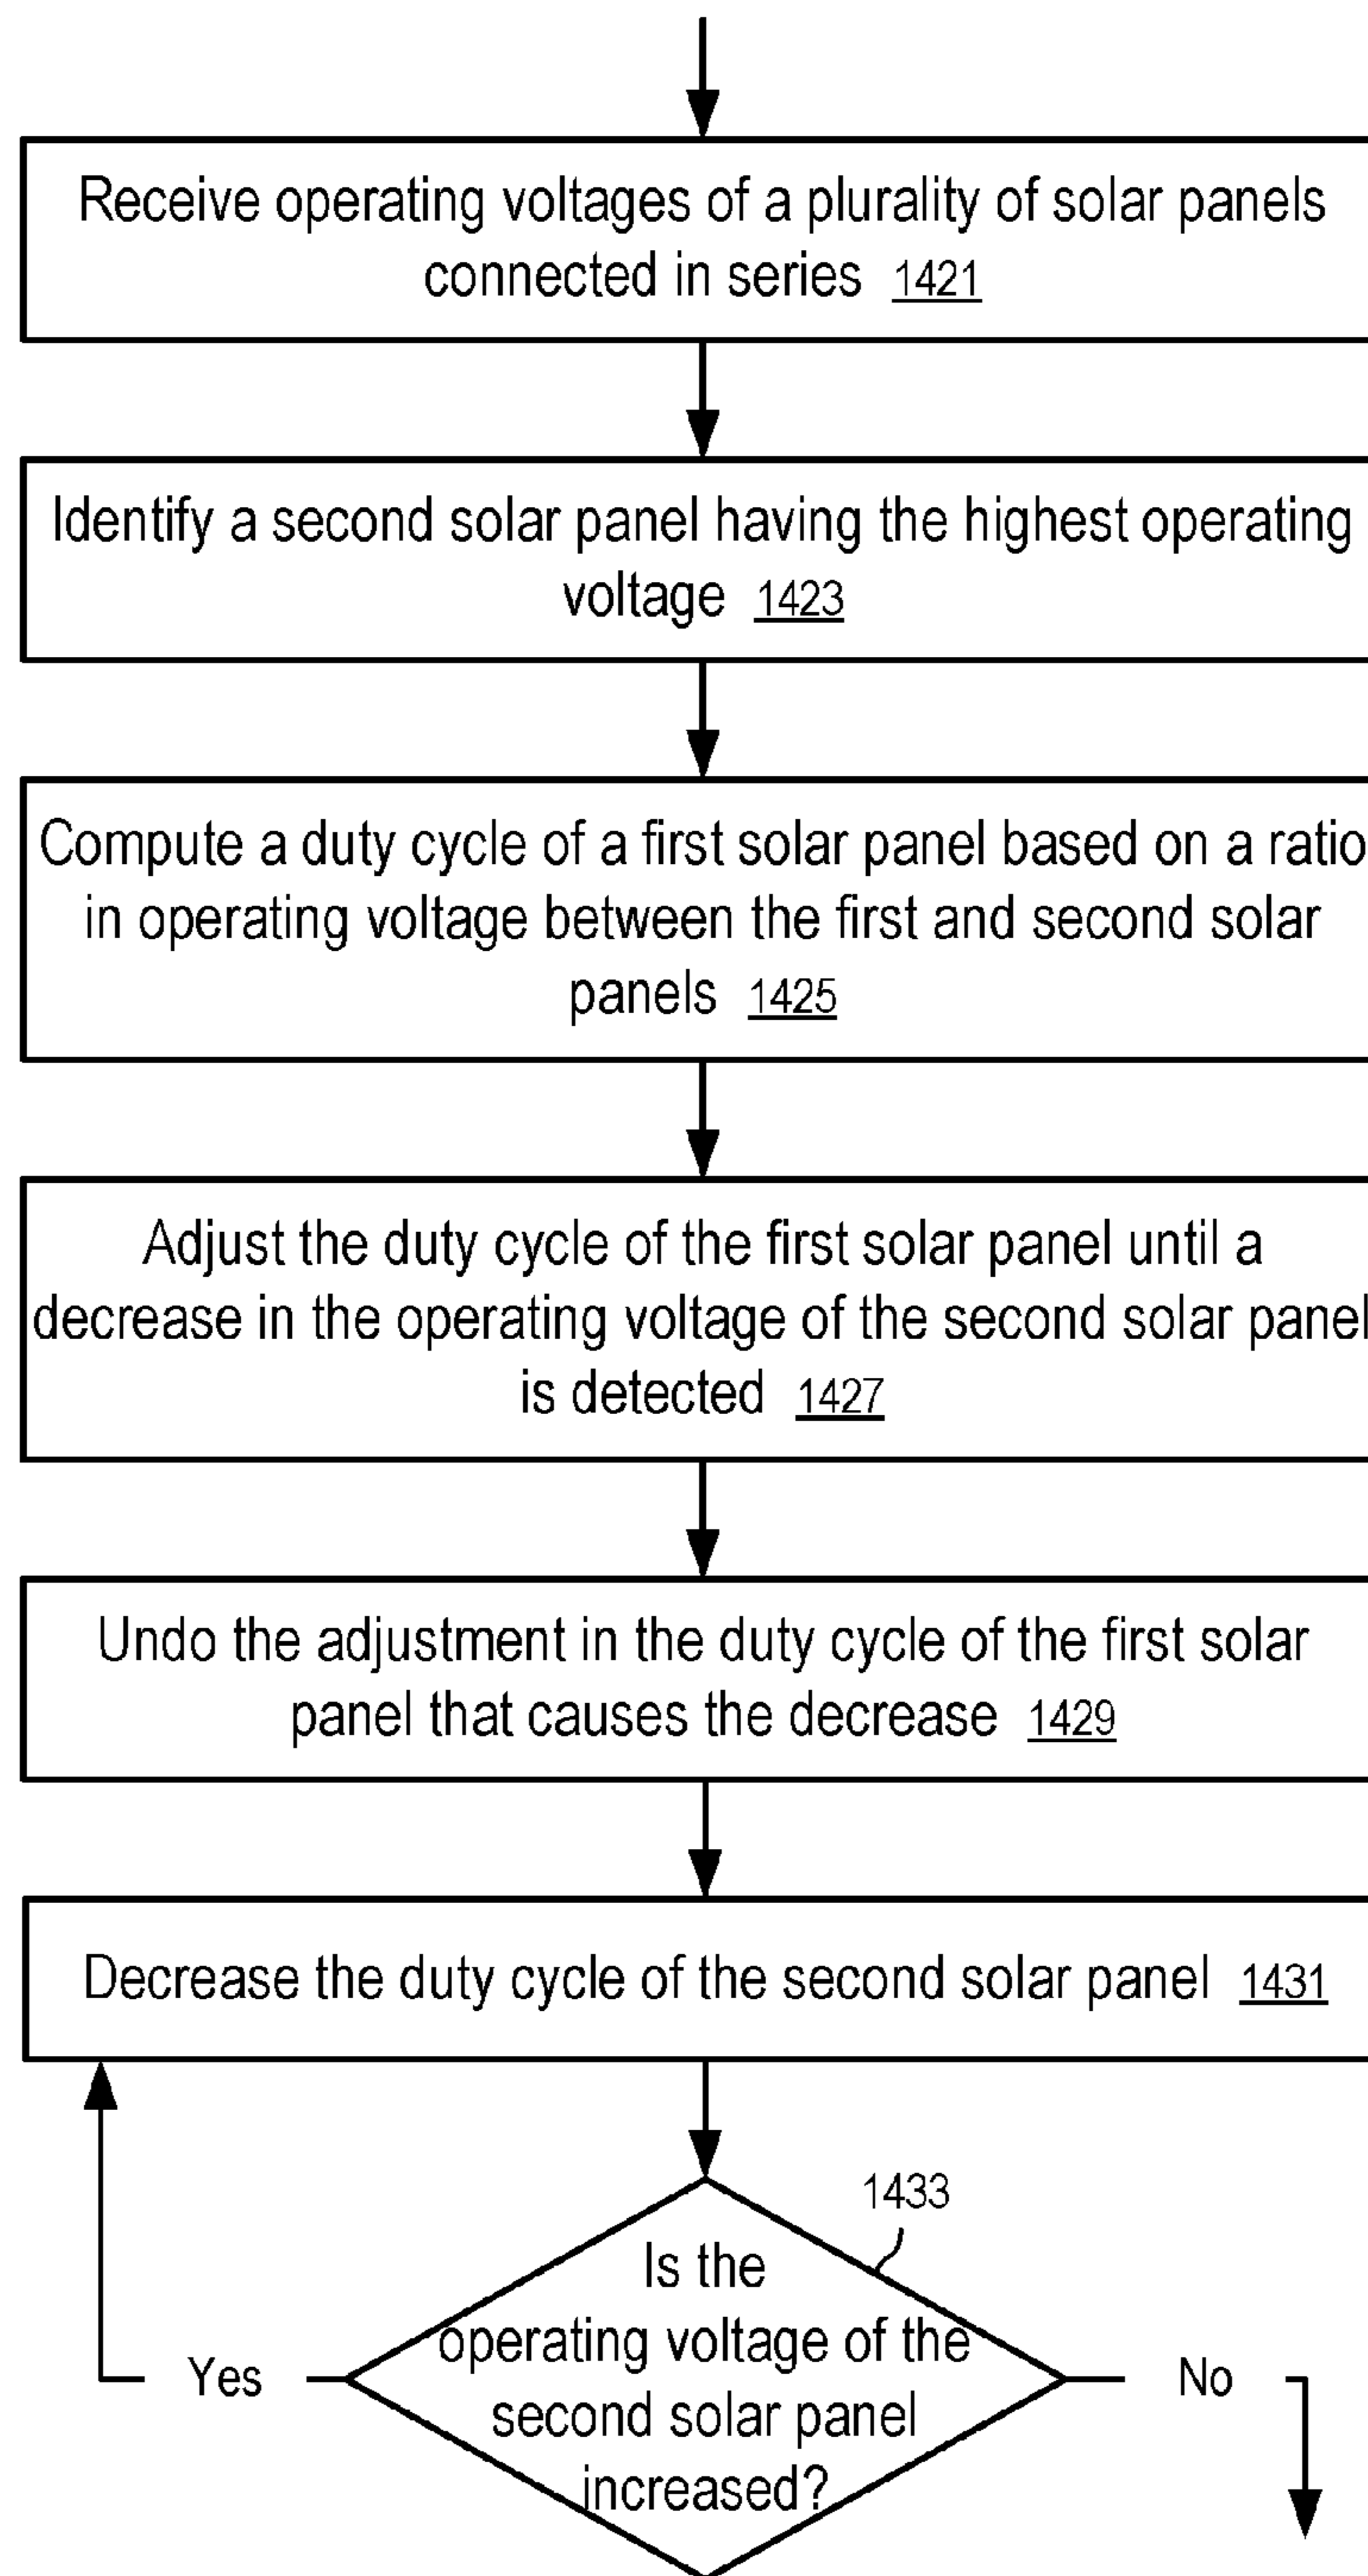 Receive operating voltages of a plurality of solar panels
connected in series 1421
Identify a second solar panel having the highest operating
voltage 1423
Compute a duty cycle of a first solar panel based on a ratio
in operating voltage between the first and second solar
panels 1425
Adjust the duty cycle of the first solar panel until a
decrease in the operating voltage of the second solar panel
is detected 1427
Undo the adjustment in the duty cycle of the first solar
panel that causes the decrease 1429
Decrease the duty cycle of the second solar panel 1431
1433
Is the
operating voltage of the
second solar panel
increased?
Yes
No